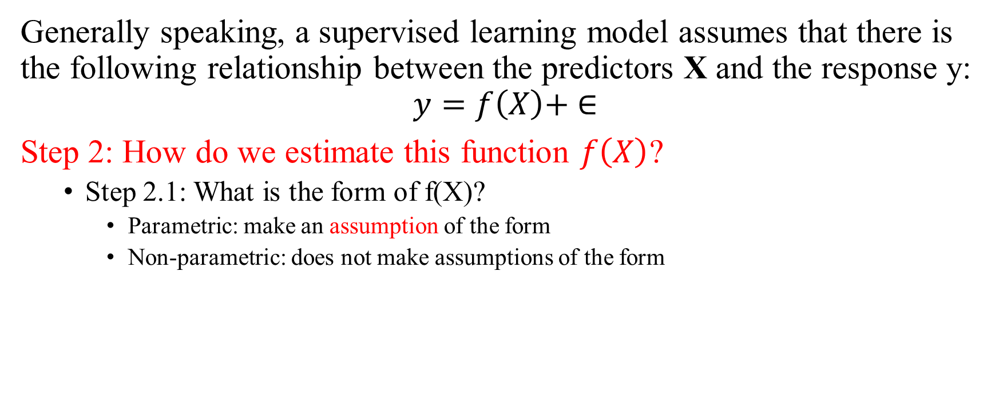 Generally speaking, a supervised learning model assumes that there is
the following relationship between the predictors X and the response y:
y = f(X)+ ∈
Step 2: How do we estimate this function f(X)?
• Step 2.1: What is the form of f(X)?
• Parametric: make an assumption of the form
• Non-parametric: does not make assumptions of the form